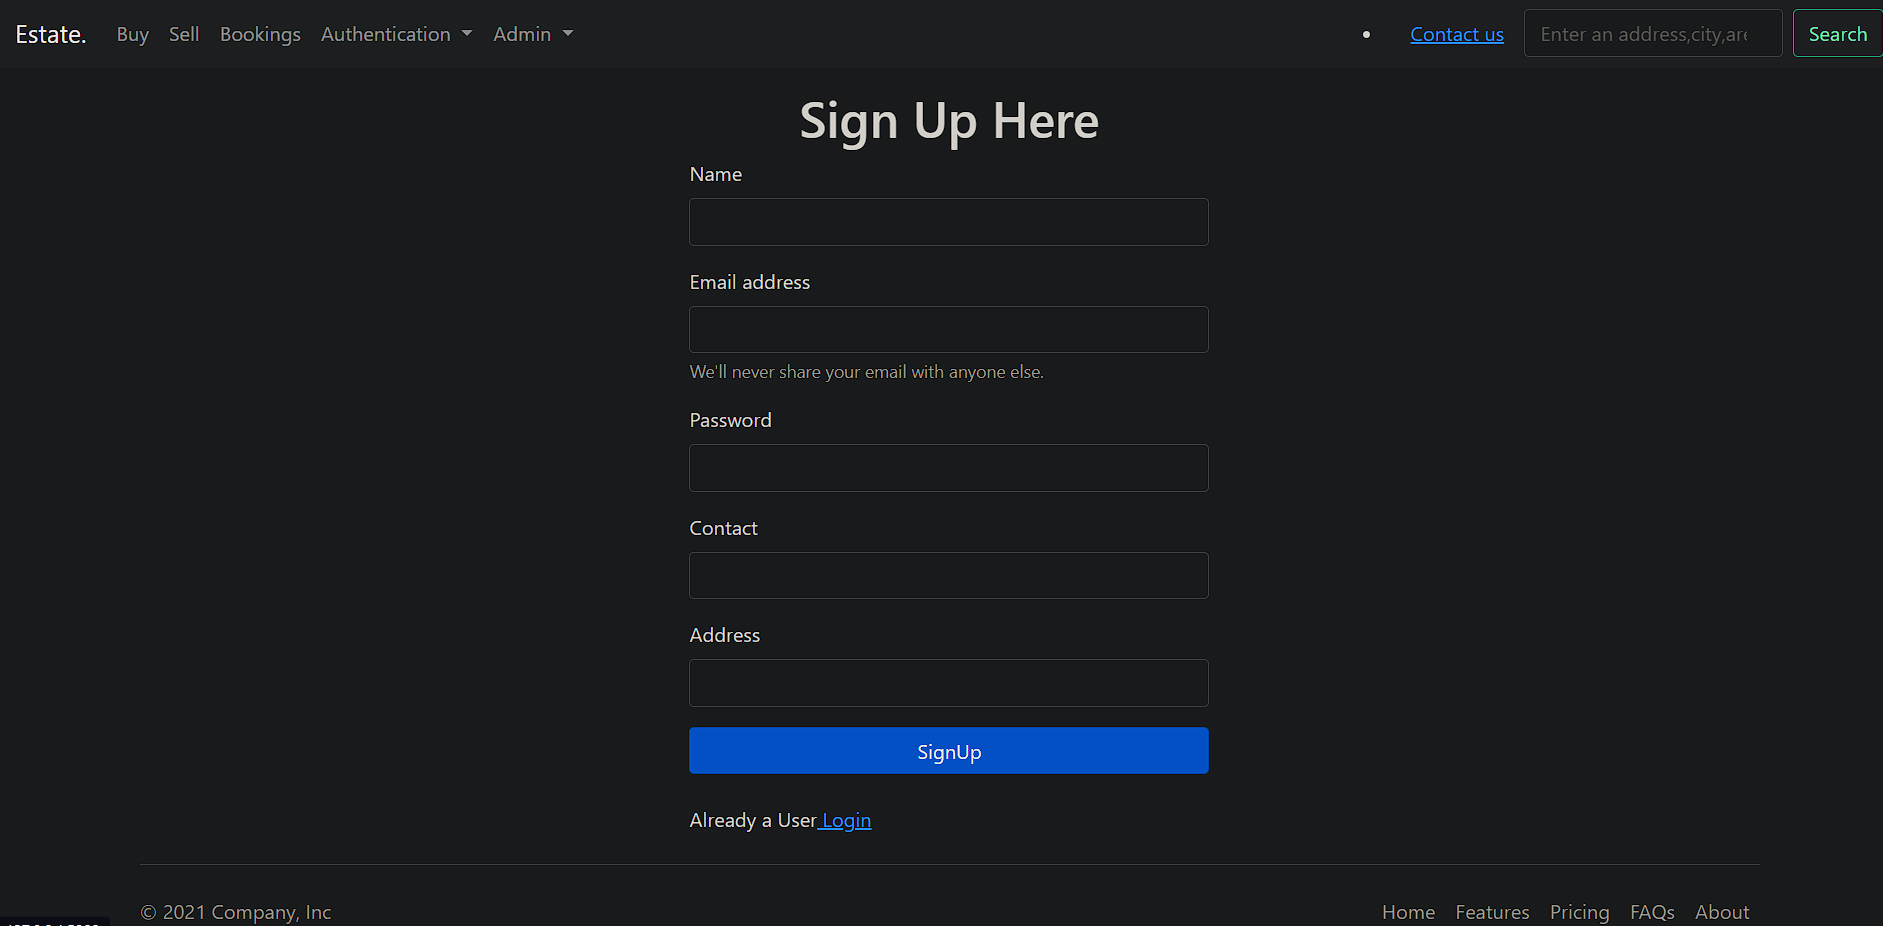 Estate. Buy Sell Bookings Authentication Admin • Contact us Enter an address,city,are Search
Sign Up Here
Name
Email address
We'll never share your email with anyone else.
Password
Contact
Address
SignUp
Already a User Login
© 2021 Company, Inc Home Features Pricing FAQs About